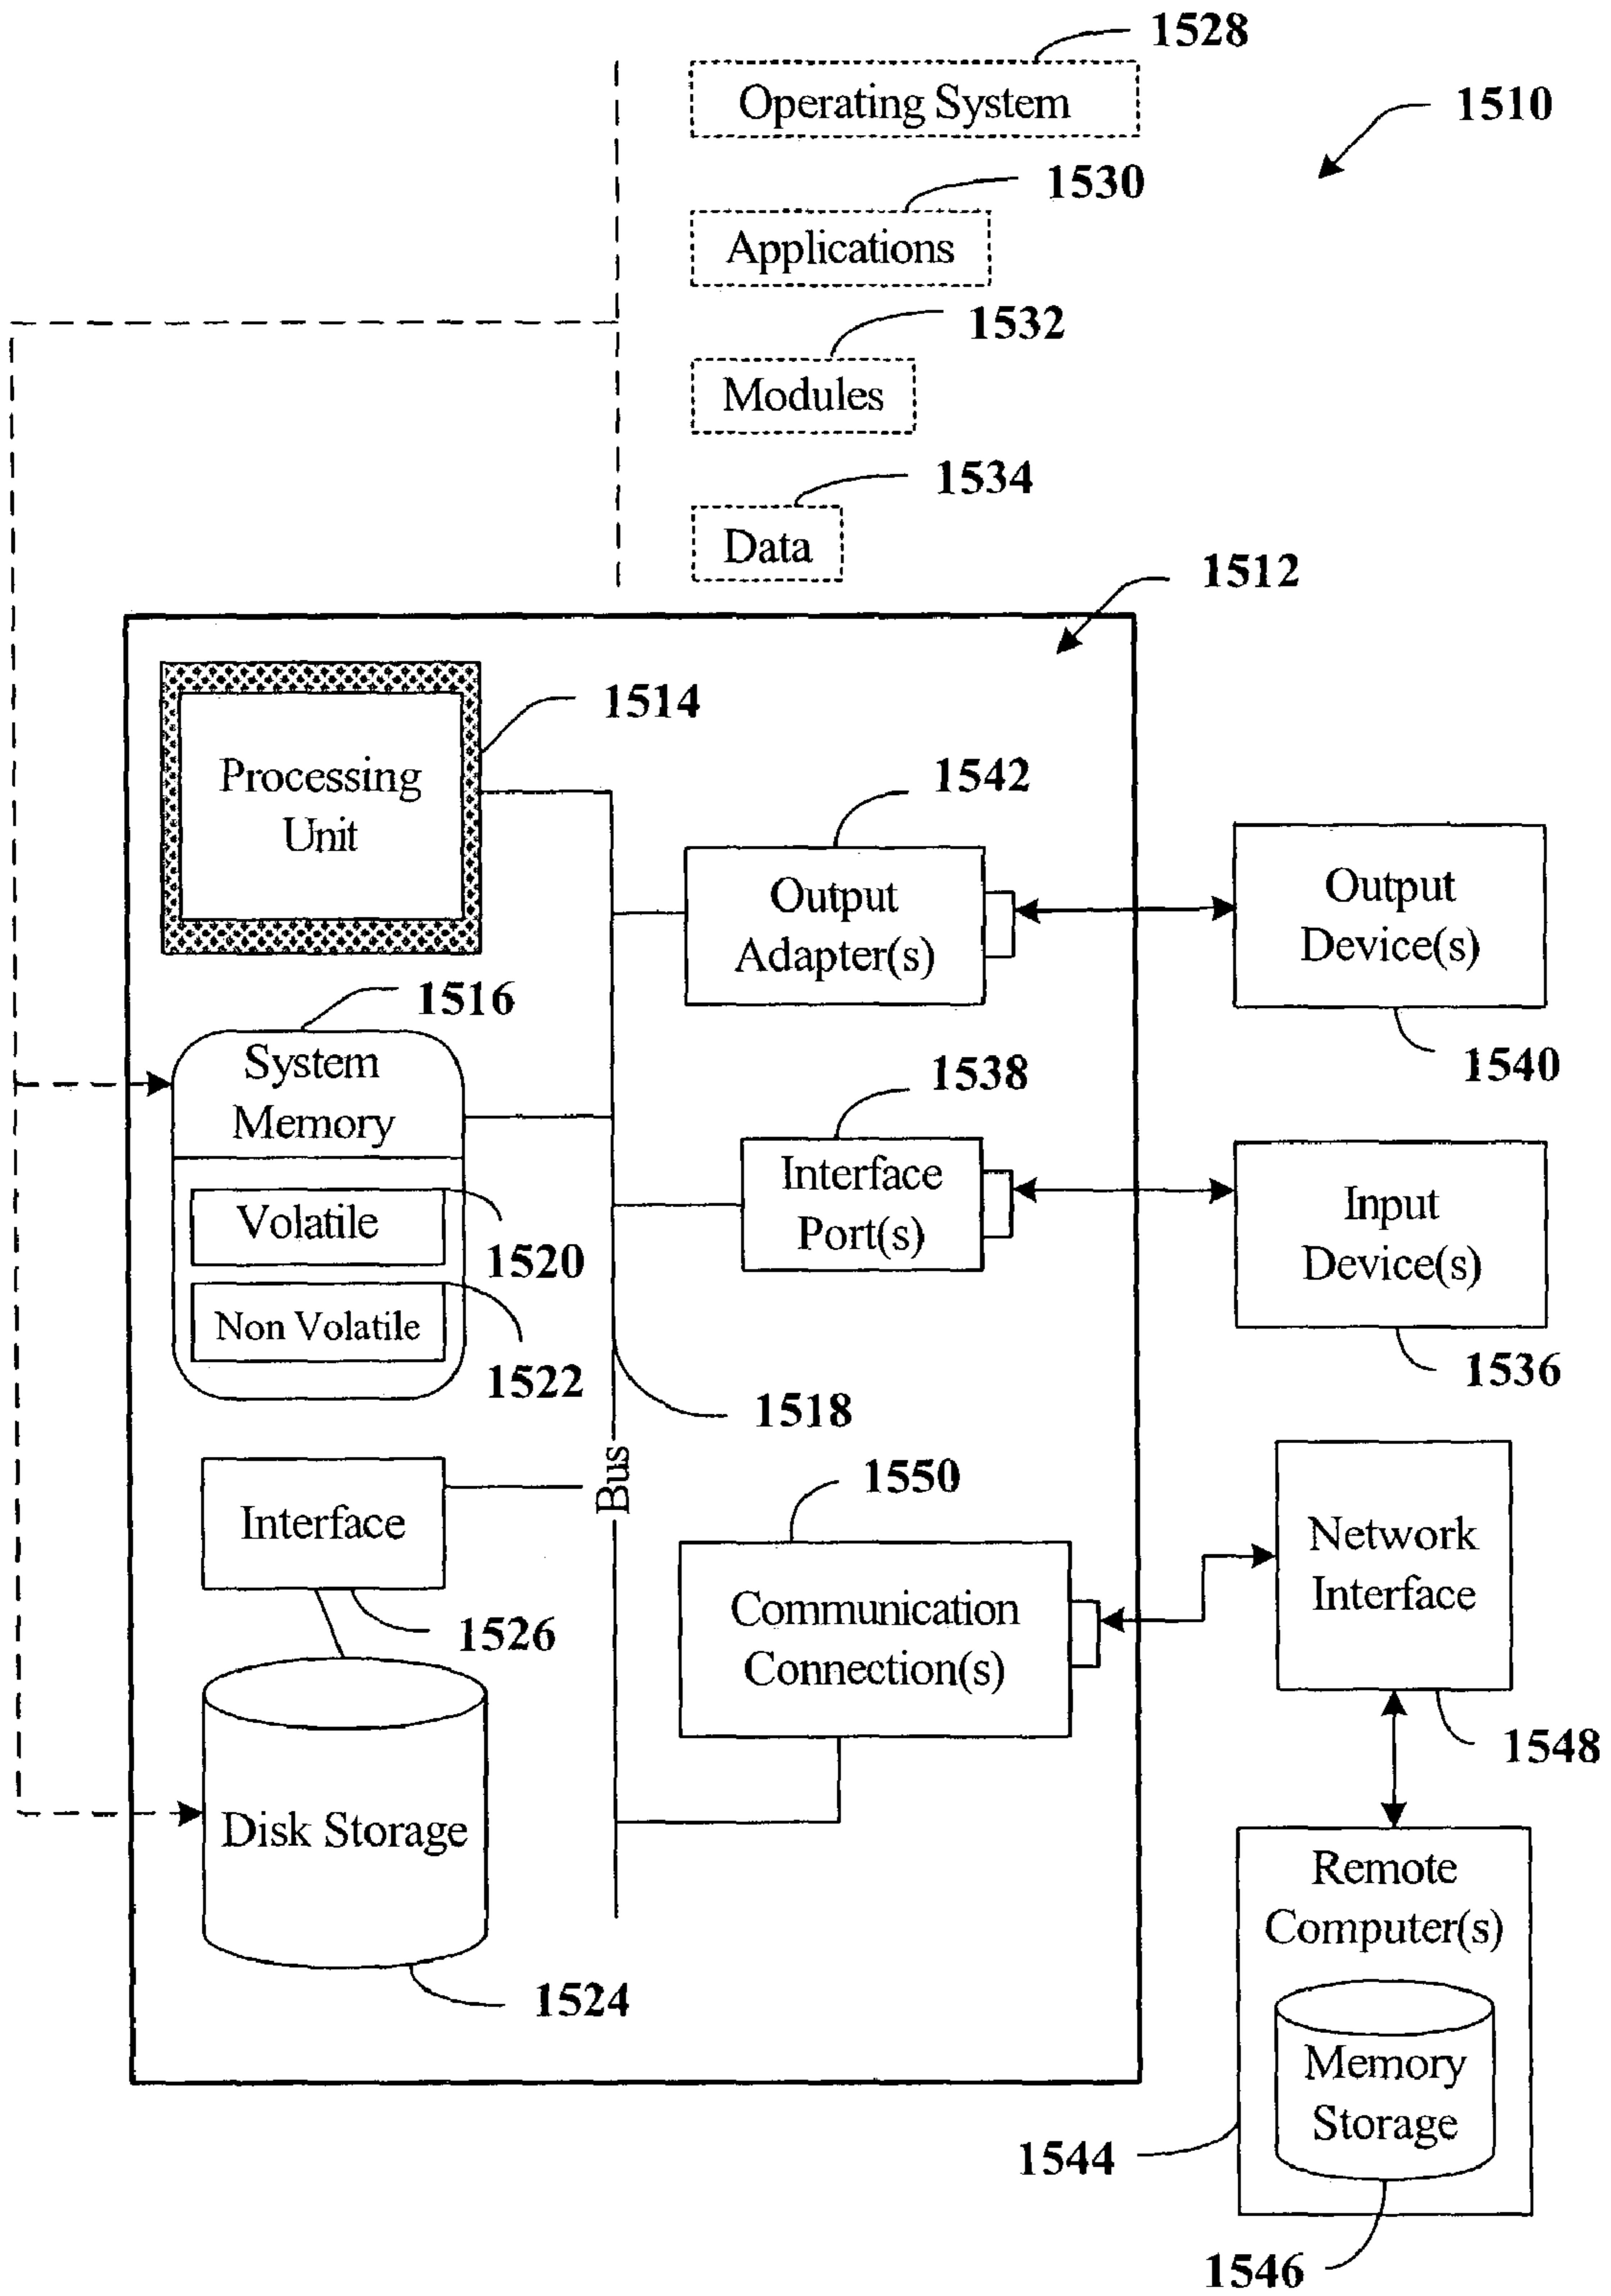 1528
Operating System
1510
1530
Applications
1532
Modules
1534
Data
1512
1514
Processing
Unit
1542
Output
Adapter(s)
Output
Device(s)
1540
1516
System
Memory
1538
Interface
Port(s)
Input
Device(s)
1536
Volatile
1520
Non Volatile
1522
1518
Bus
1550
Interface
1526
Communication
Connection(s)
Network
Interface
1548
Disk Storage
1524
Remote
Computer(s)
Memory
Storage
1544
1546